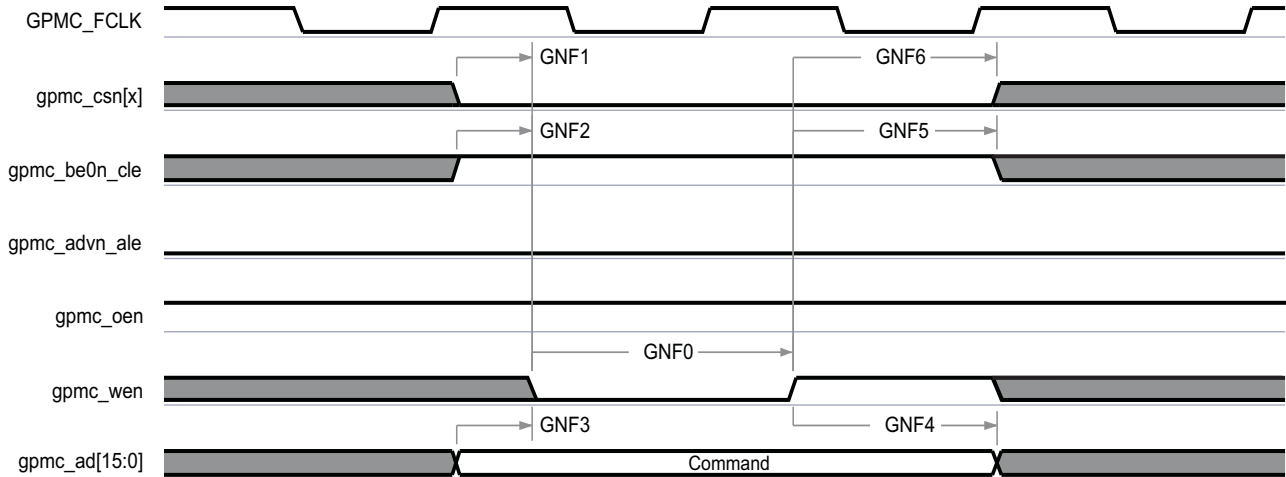 GPMC_FCLK
GNF1
GNF6
gpmc_csn[x]
GNF2
GNF5
gpmc_be0n_cle
gpmc_advn_ale
gpmc_oen
GNF0
gpmc_wen
GNF3
GNF4
gpmc_ad[15:0]
Command